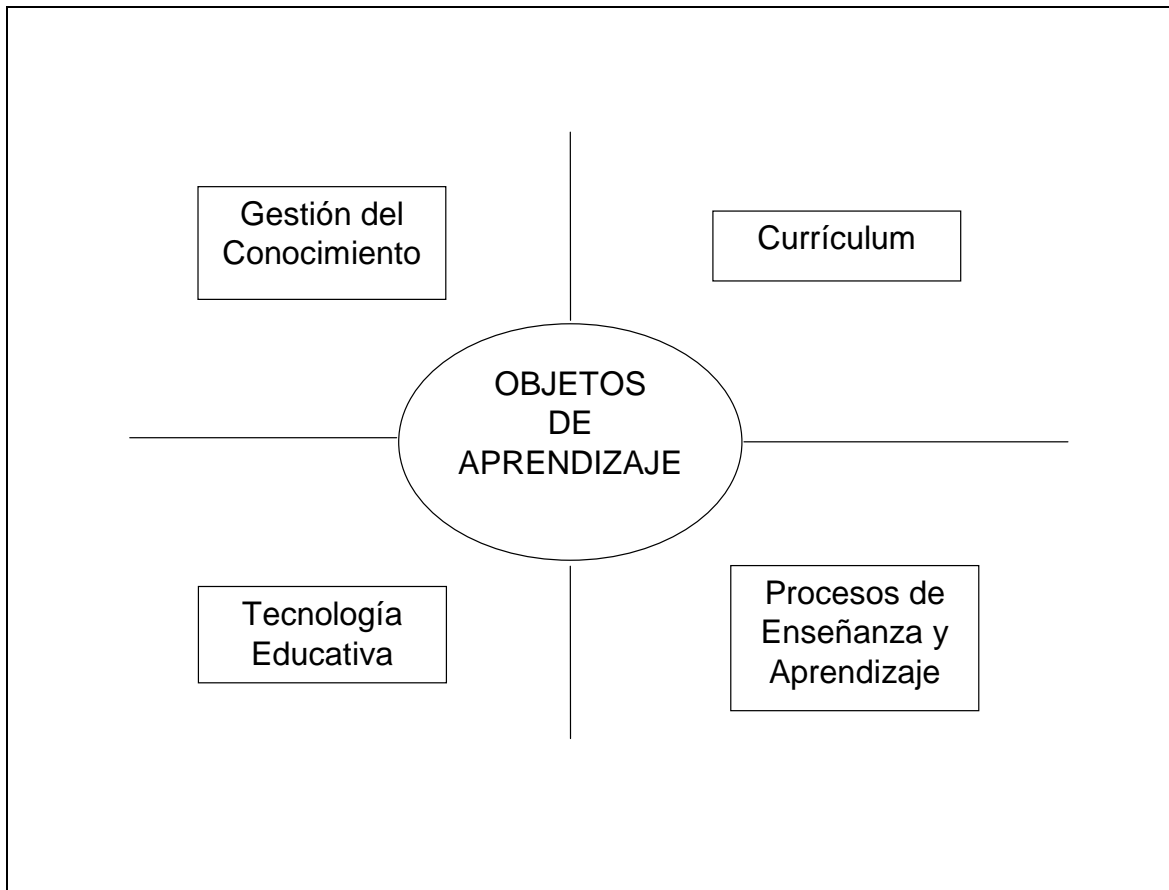 Gestión del
Conocimiento
Currículum
OBJETOS
DE
APRENDIZAJE
Tecnología
Educativa
Procesos de
Enseñanza y
Aprendizaje